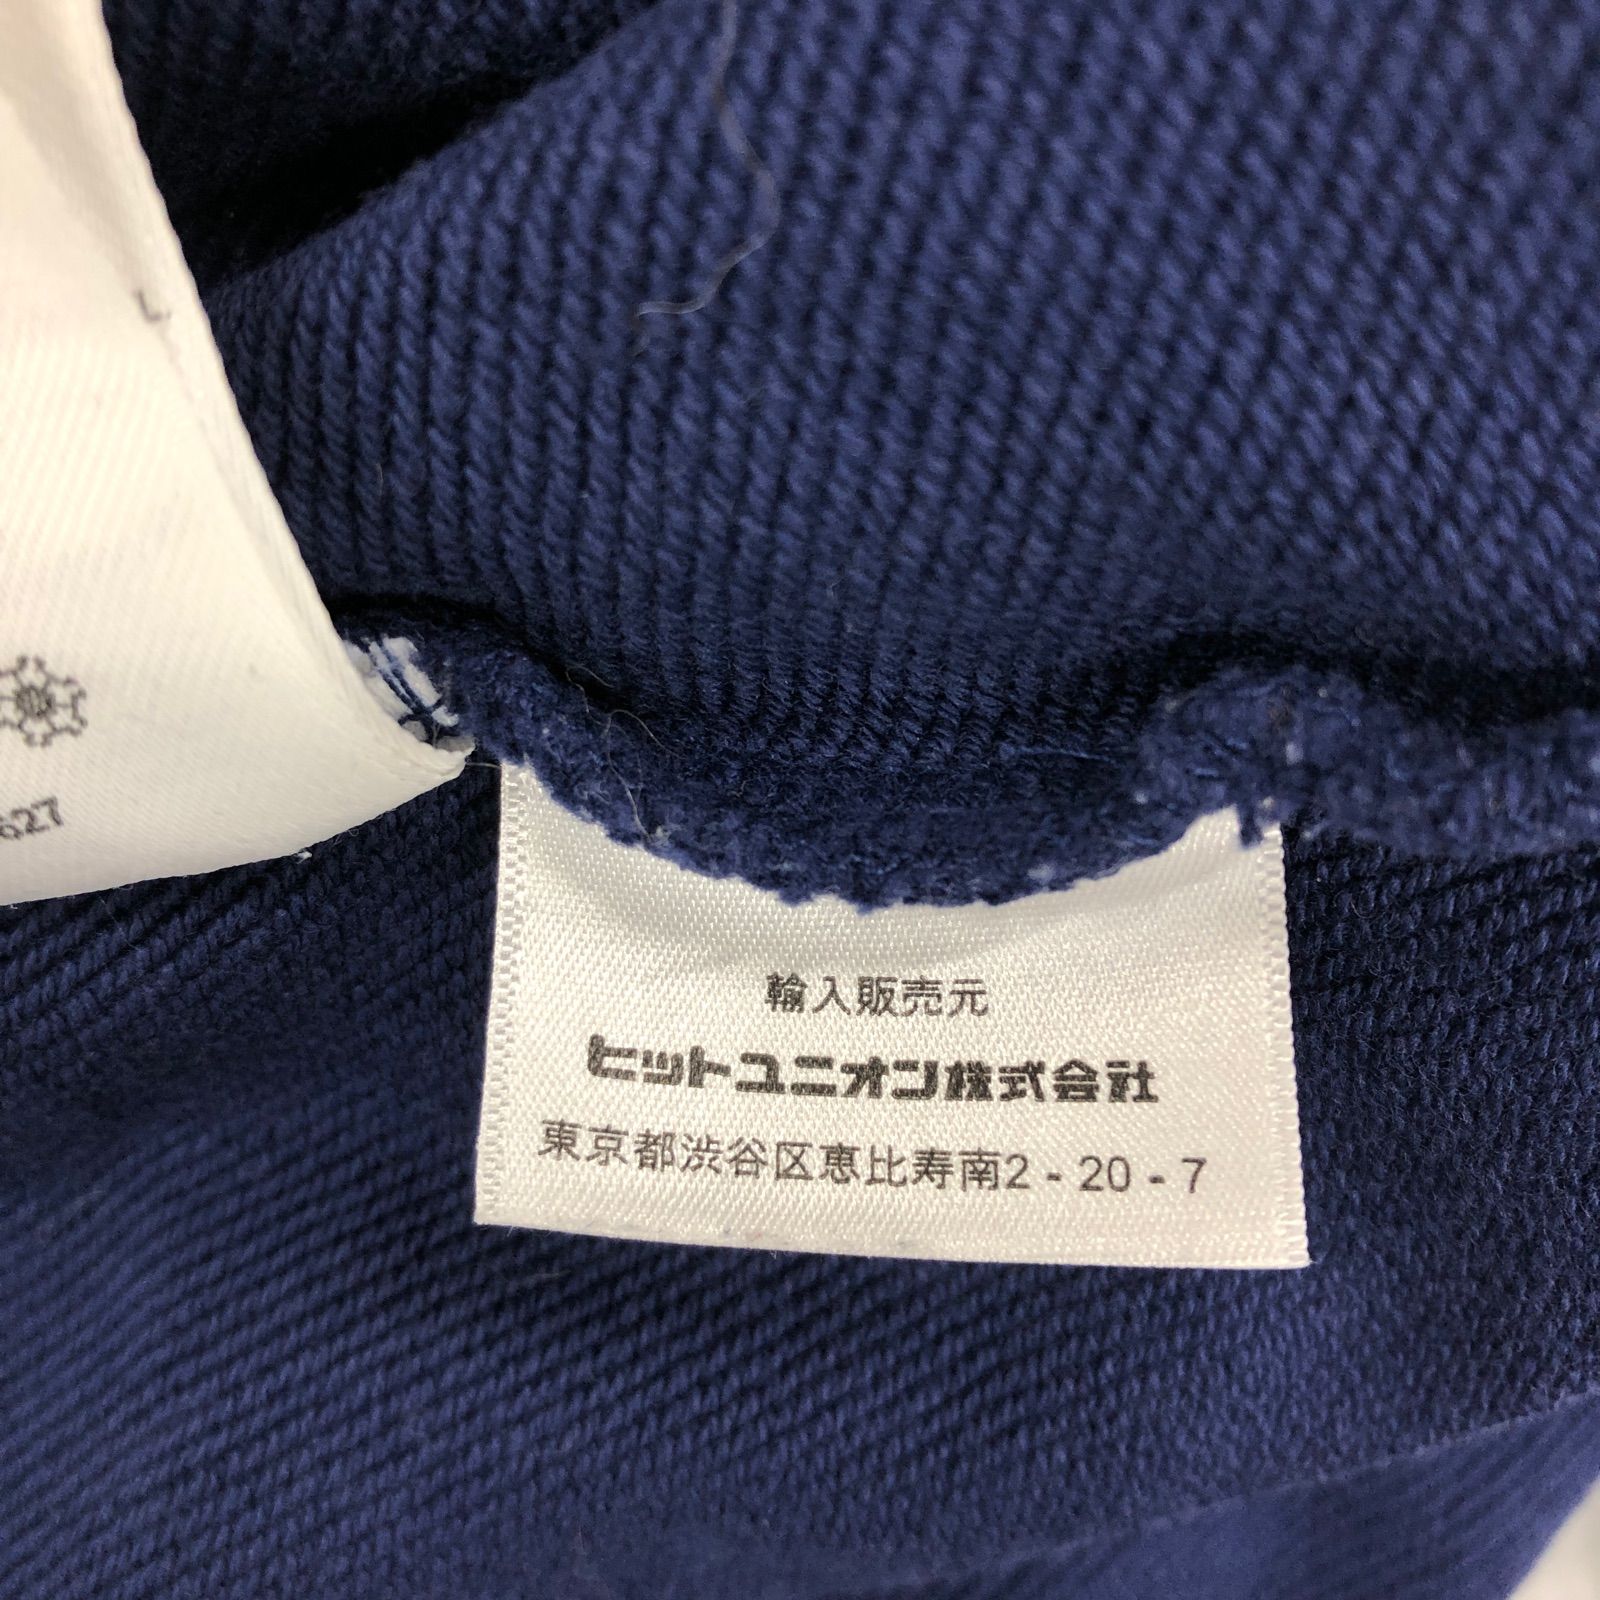 627
輸入販売元
ヒットユニオン株式会社
東京都渋谷区恵比寿南2 - 20 - 7